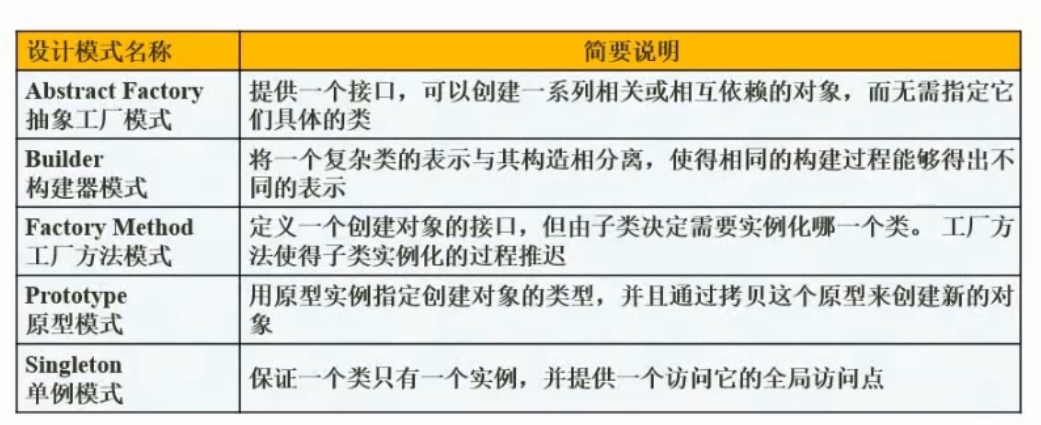 设计模式名称
简要说明
Abstract Factory
抽象工厂模式
提供一个接口，可以创建一系列相关或相互依赖的对象，而无需指定它
们具体的类
Builder
构建器模式
将一个复杂类的表示与其构造相分离，使得相同的构建过程能够得出不
同的表示
Factory Method
工厂方法模式
定义一个创建对象的接口，但由子类决定需要实例化哪一个类。 工厂方
法使得子类实例化的过程推迟
Prototype
原型模式
用原型实例指定创建对象的类型，并且通过拷贝这个原型来创建新的对
象
Singleton
单例模式
保证一个类只有一个实例，并提供一个访问它的全局访问点